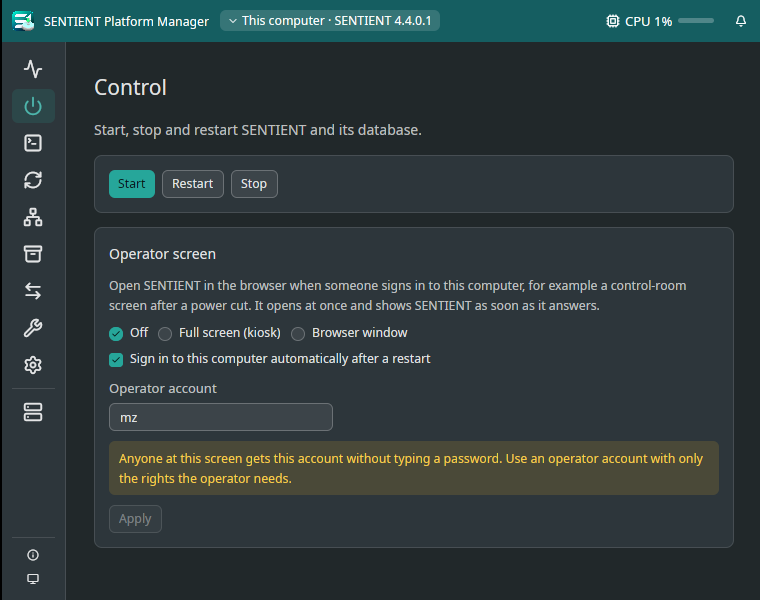 SENTIENT Platform Manager
This computer · SENTIENT 4.4.0.1
CPU 1%
Control
Start, stop and restart SENTIENT and its database.
Start Restart Stop
Operator screen
Open SENTIENT in the browser when someone signs in to this computer, for example a control-room
screen after a power cut. It opens at once and shows SENTIENT as soon as it answers.
Off Full screen (kiosk) Browser window
Sign in to this computer automatically after a restart
Operator account
mz
Anyone at this screen gets this account without typing a password. Use an operator account with only
the rights the operator needs.
Apply